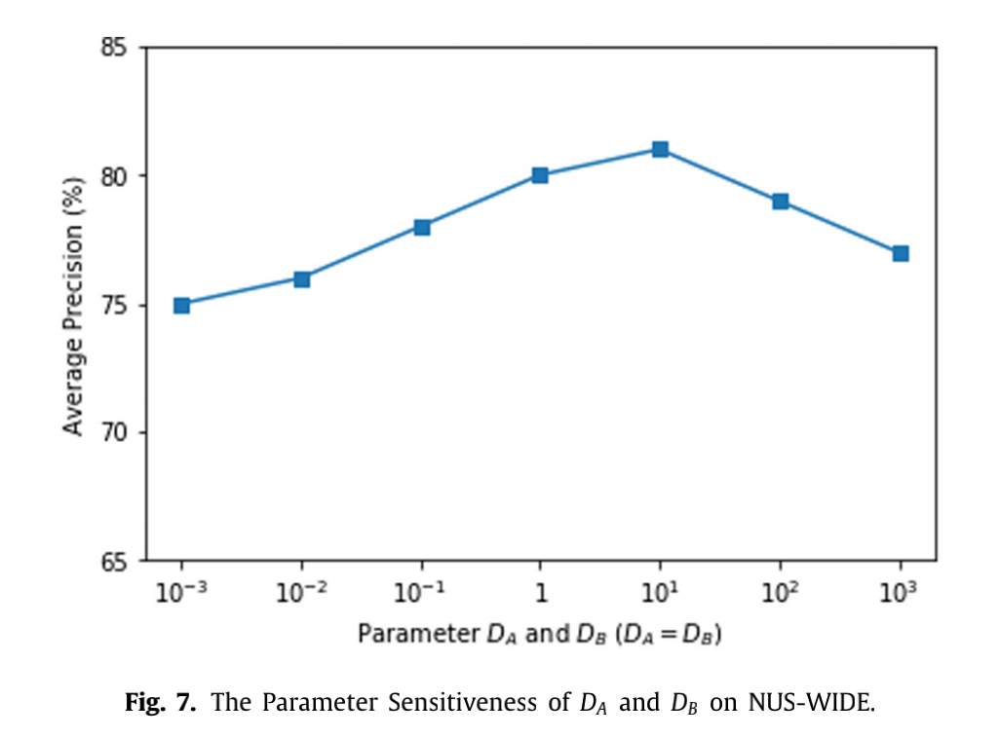 85
80
75
70
65
Average Precision (%)
10⁻³ 10⁻² 10⁻¹ 1 10¹ 10² 10³
Parameter D_A and D_B (D_A = D_B)
Fig. 7. The Parameter Sensitiveness of D_A and D_B on NUS-WIDE.